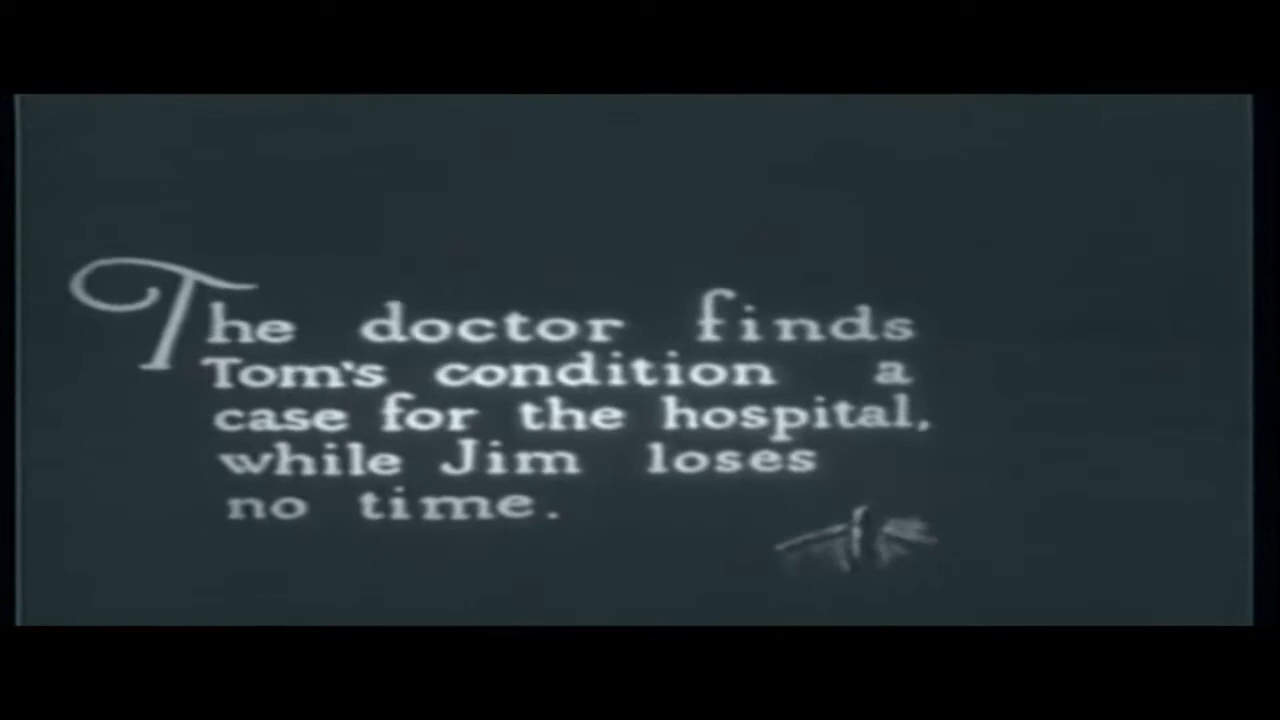 The doctor finds
Tom's condition a
case for the hospital,
while Jim loses
no time.